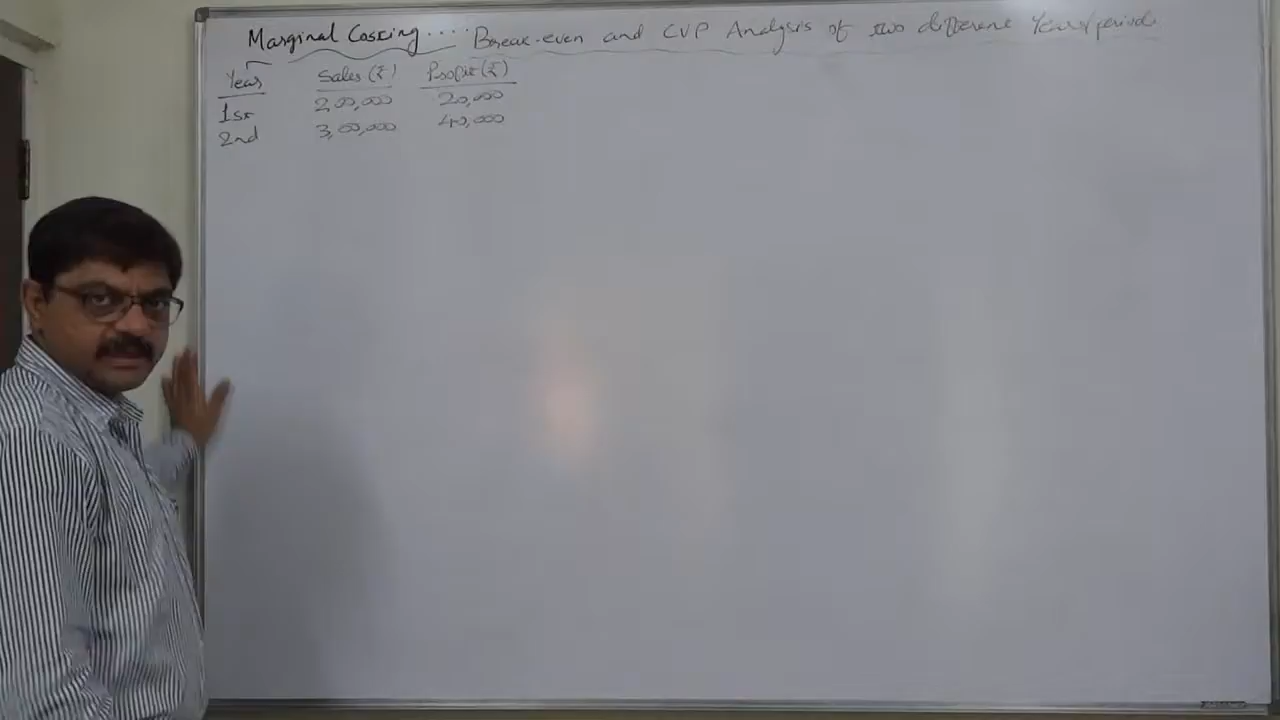 Marginal Costing .... Break-even and CVP Analysis of two different Years/periods
Year Sales (₹) Profit (₹)
1st 2,00,000 20,000
2nd 3,00,000 40,000